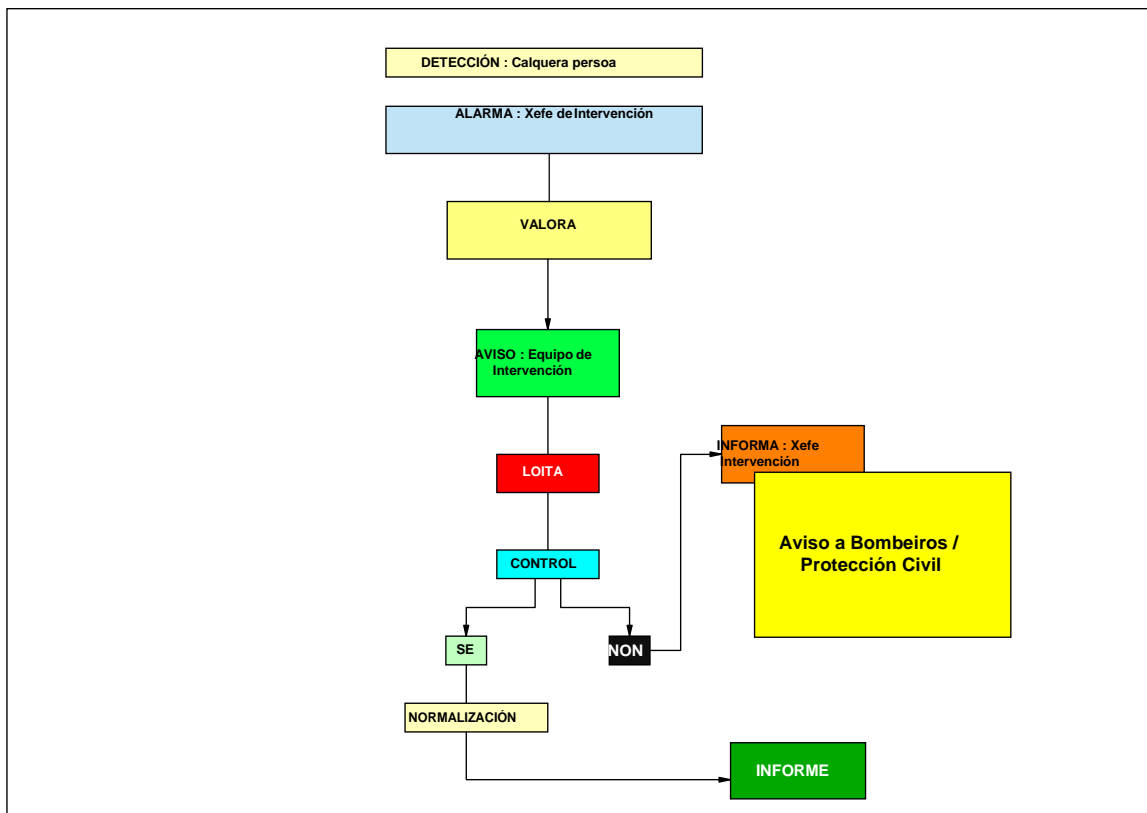 DETECCIÓN : Calquera persoa
ALARMA : Xefe de Intervención
VALORA
AVISO : Equipo de
Intervención
LOITA
INFORMA : Xefe
Intervención
Aviso a Bombeiros /
Protección Civil
CONTROL
SE
NON
NORMALIZACIÓN
INFORME